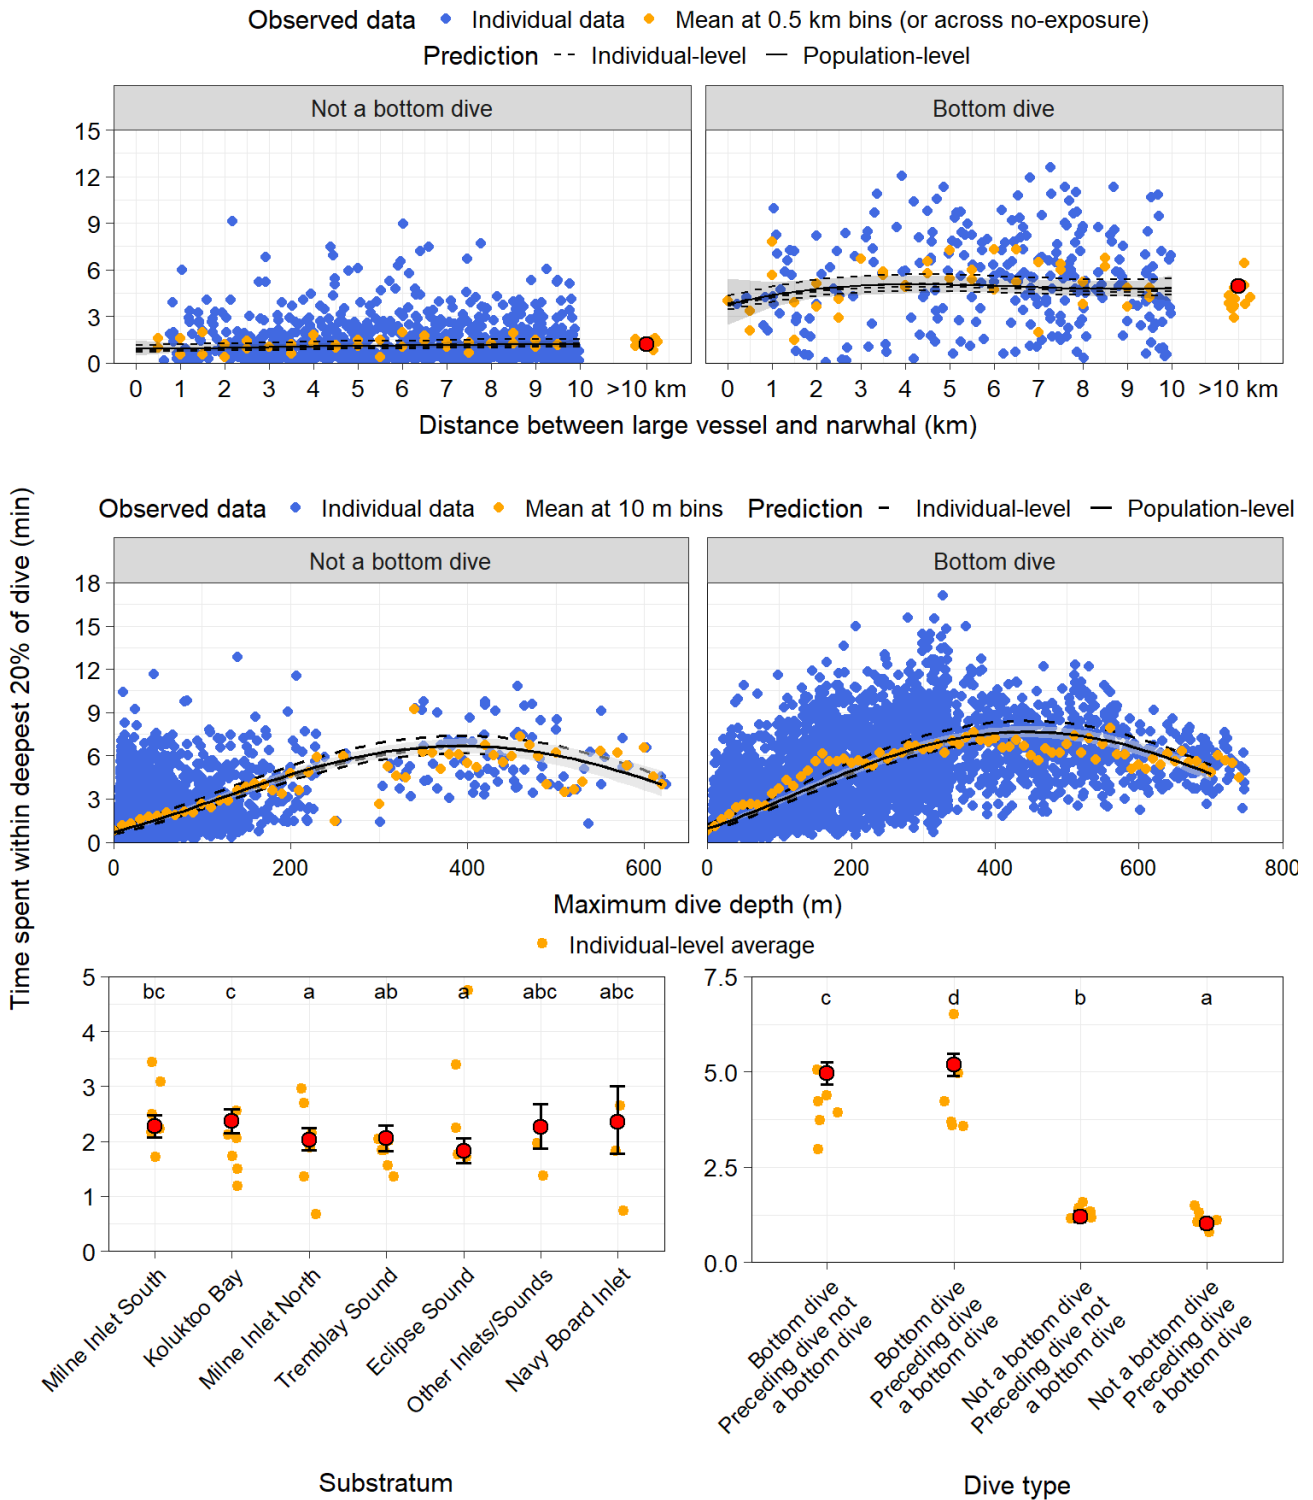 Observed data Individual data Mean at 0.5 km bins (or across no-exposure)
Prediction Individual-level Population-level
Not a bottom dive Bottom dive
15
12
9
6
3
0
0 1 2 3 4 5 6 7 8 9 10 >10 km 0 1 2 3 4 5 6 7 8 9 10 >10 km
Distance between large vessel and narwhal (km)
Time spent within deepest 20% of dive (min)
Observed data Individual data Mean at 10 m bins Prediction Individual-level Population-level
Not a bottom dive Bottom dive
18
15
12
9
6
3
0
0 200 400 600 0 200 400 600 800
Maximum dive depth (m)
Individual-level average
5
4
3
2
1
0
bc c a ab a abc abc
Milne Inlet South
Koluktoo Bay
Milne Inlet North
Tremblay Sound
Eclipse Sound
Other Inlets/Sounds
Navy Board Inlet
Substratum
7.5
5.0
2.5
0.0
c d b a
Bottom dive
Preceding dive not
a bottom dive
Bottom dive
Preceding dive
a bottom dive
Not a bottom dive
Preceding dive not
a bottom dive
Not a bottom dive
Preceding dive
a bottom dive
Dive type